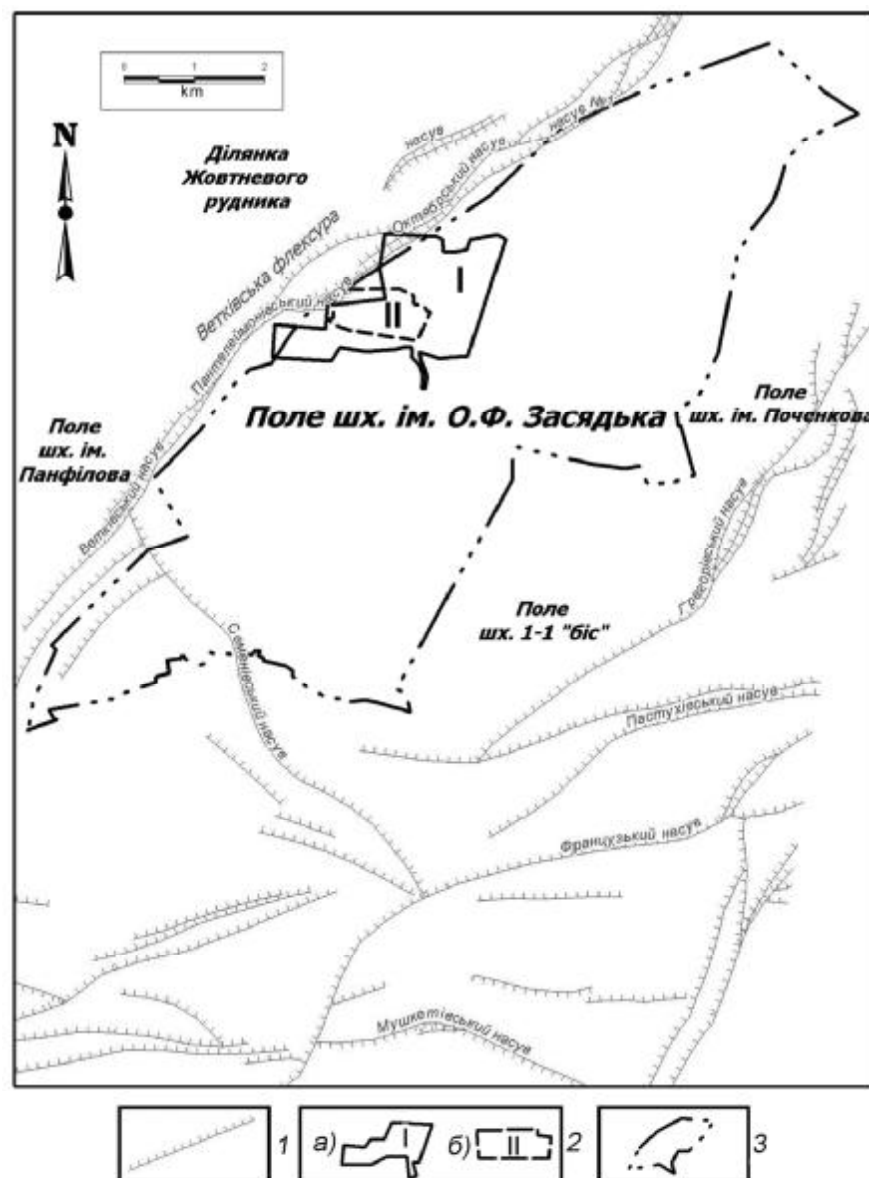 0 1 2
km
N
Ділянка
Жовтневого
рудника
насув
насув №1
Октябрський насув
Ветківська флексура
Пантелеймонівський насув
I
II
Поле шх. ім. О.Ф. Засядька
Поле
шх. ім. Поченкова
Поле
шх. ім.
Панфілова
Ветківський насув
Григорівський насув
Поле
шх. 1-1 "біс"
Семенівський насув
Пастухівський насув
Французький насув
Мушкетівський насув
1 а) I б) II 2 3